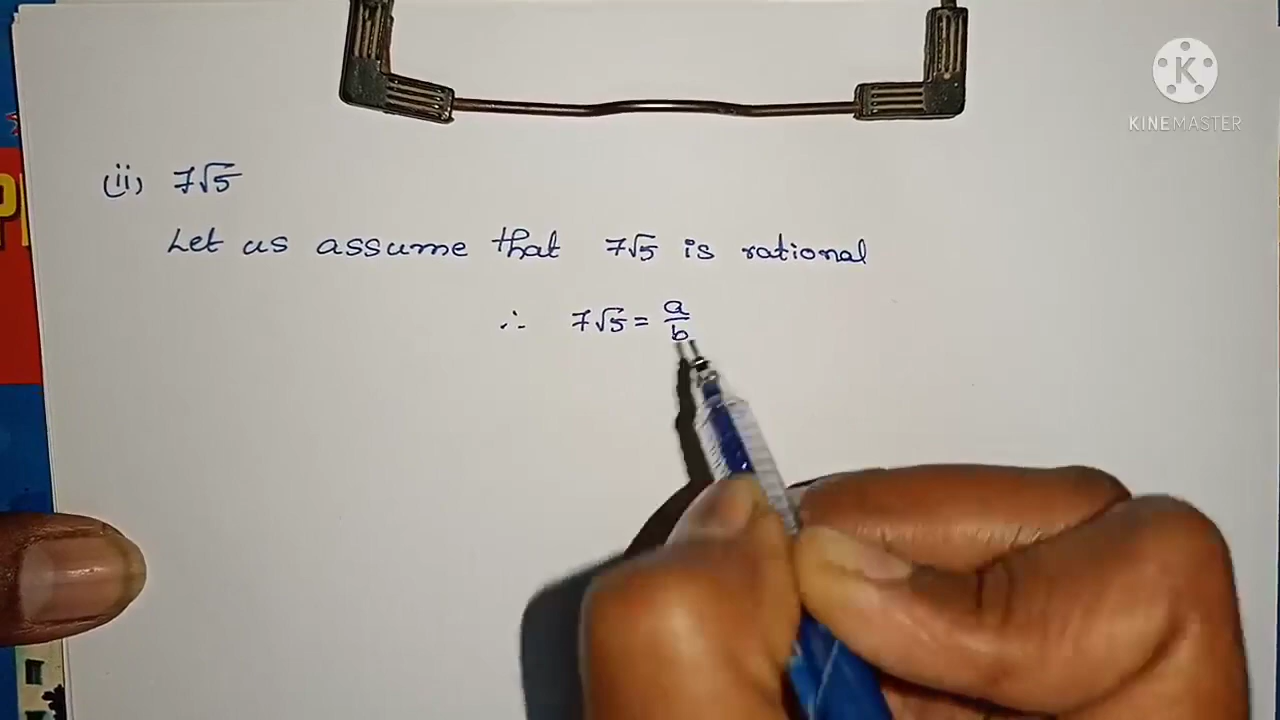 KINEMASTER
(ii) 7√5
Let us assume that 7√5 is rational
∴ 7√5 = a/b